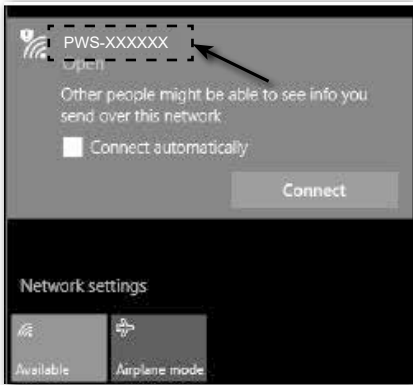 PWS-XXXXXX
Open
Other people might be able to see info you
send over this network
Connect automatically
Connect
Network settings
Available
Airplane mode